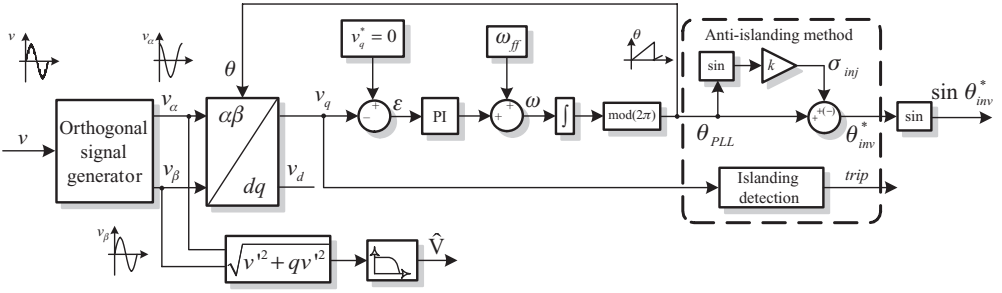 v
v_α
θ
v_q^* = 0
ω_ff
θ
Anti-islanding method
sin
k
σ_inj
v
Orthogonal
signal
generator
v_α
v_β
αβ
dq
v_q
v_d
−
+
ε
PI
+
+
ω
∫
mod(2π)
θ_PLL
+(−)
+
θ_inv^*
sin
sin θ_inv^*
Islanding
detection
trip
v_β
√v'² + qv'²
V̂